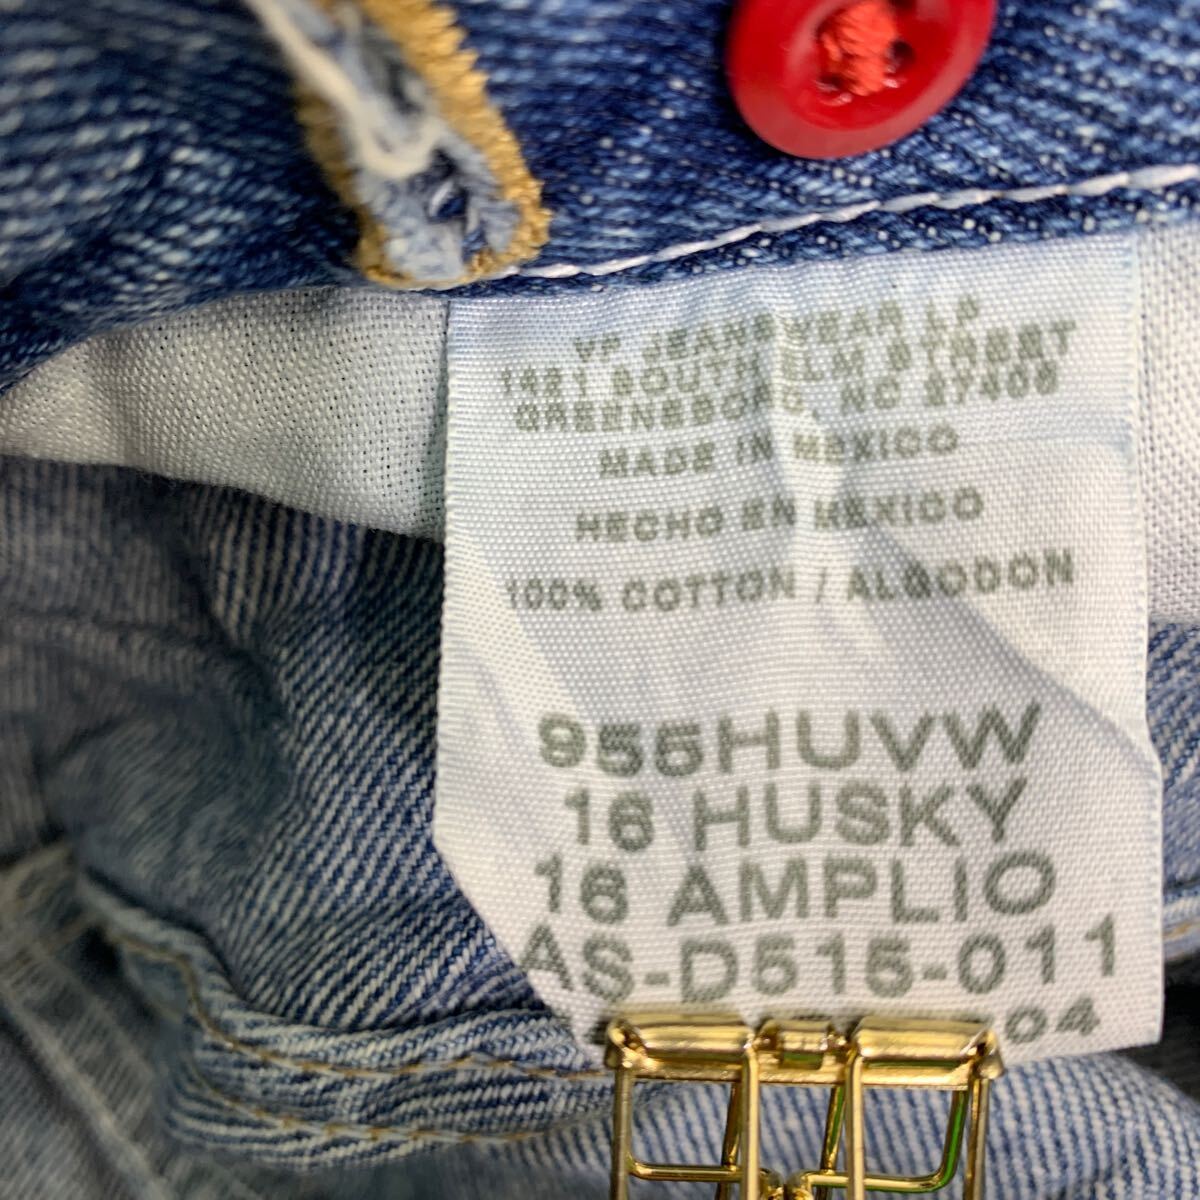 VF JEANSWEAR LP
1421 SOUTH ELM STREET
GREENSBORO, NC 27406
MADE IN MEXICO
HECHO EN MEXICO
100% COTTON / ALGODON
955HUVW
16 HUSKY
16 AMPLIO
AS-D515-011
04